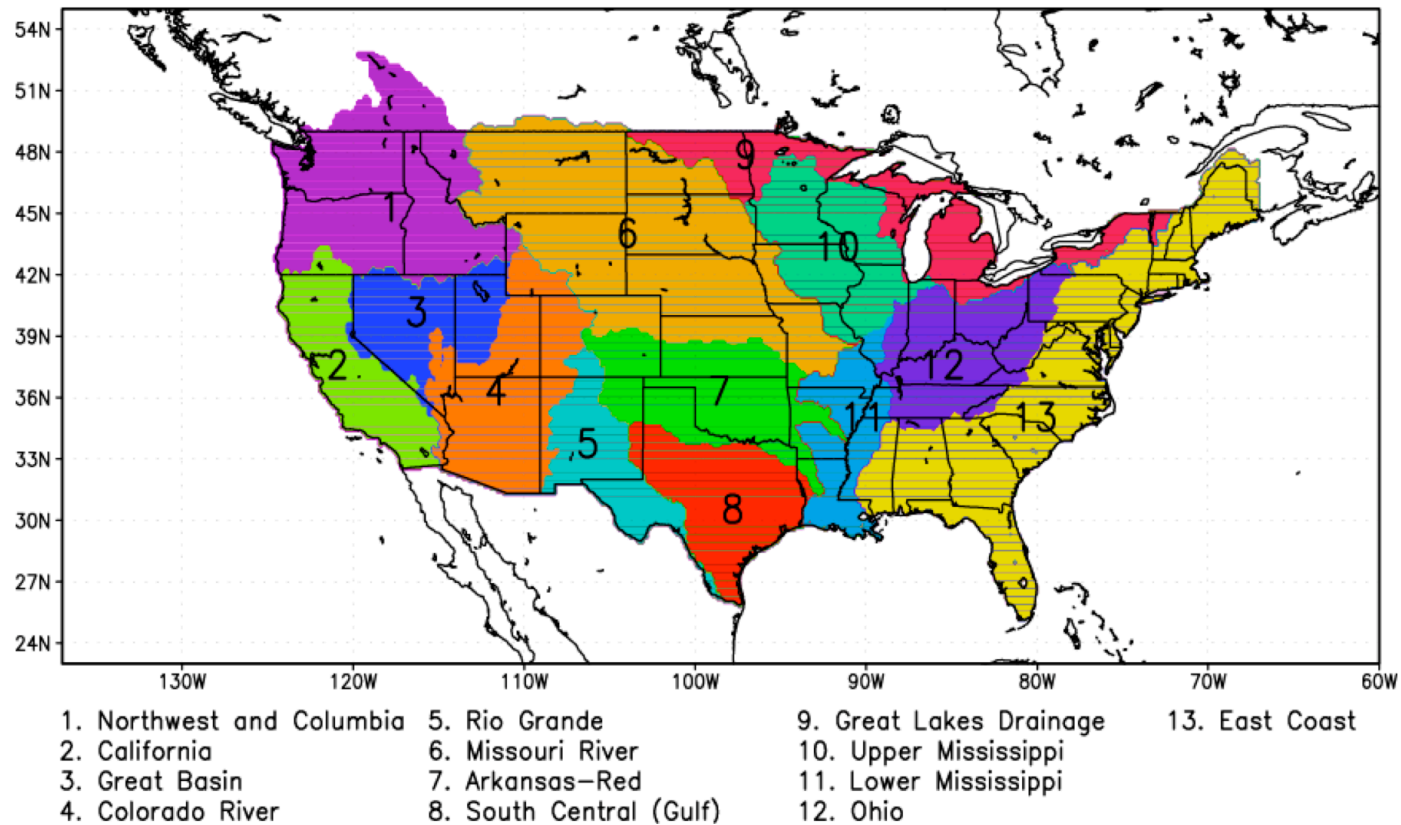 54N
51N
48N
45N
42N
39N
36N
33N
30N
27N
24N
9
1
6
10
3
2
12
4
7
11
13
5
8
130W 120W 110W 100W 90W 80W 70W 60W
1. Northwest and Columbia 5. Rio Grande 9. Great Lakes Drainage 13. East Coast
2. California 6. Missouri River 10. Upper Mississippi
3. Great Basin 7. Arkansas-Red 11. Lower Mississippi
4. Colorado River 8. South Central (Gulf) 12. Ohio